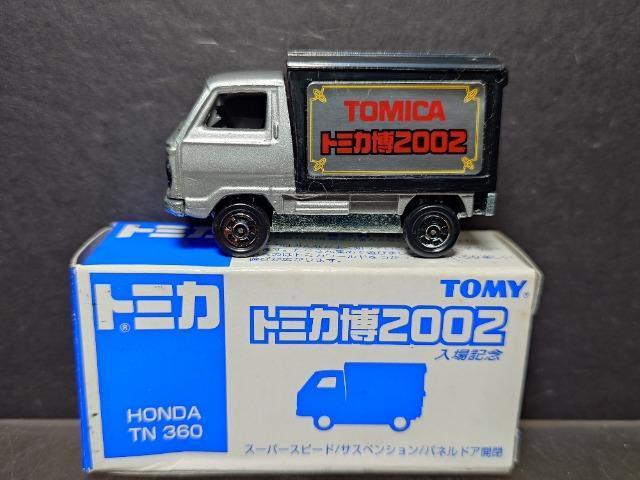 TOMICA
トミカ博2002
トミカ®
TOMY®
トミカ博2002
入場記念
HONDA
TN 360
スーパースピード/サスペンション/パネルドア開閉